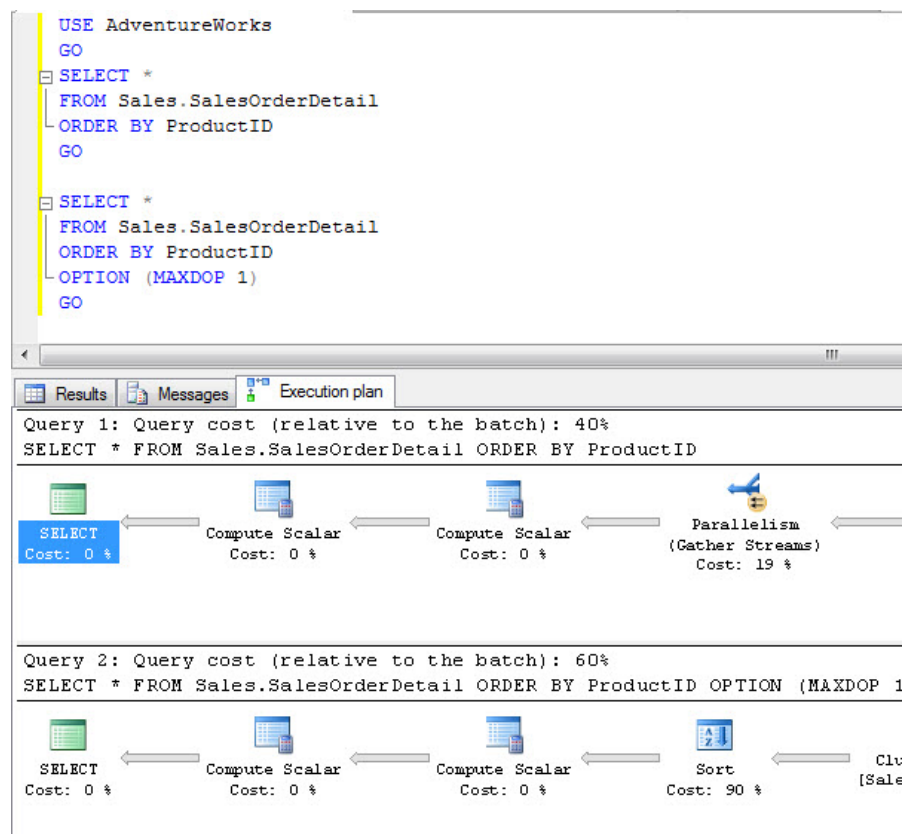 USE AdventureWorks
GO
SELECT *
FROM Sales.SalesOrderDetail
ORDER BY ProductID
GO
SELECT *
FROM Sales.SalesOrderDetail
ORDER BY ProductID
OPTION (MAXDOP 1)
GO
Results Messages Execution plan
Query 1: Query cost (relative to the batch): 40%
SELECT * FROM Sales.SalesOrderDetail ORDER BY ProductID
SELECT
Cost: 0 %
Compute Scalar
Cost: 0 %
Compute Scalar
Cost: 0 %
Parallelism
(Gather Streams)
Cost: 19 %
Query 2: Query cost (relative to the batch): 60%
SELECT * FROM Sales.SalesOrderDetail ORDER BY ProductID OPTION (MAXDOP 1
SELECT
Cost: 0 %
Compute Scalar
Cost: 0 %
Compute Scalar
Cost: 0 %
Sort
Cost: 90 %
Clu
[Sale